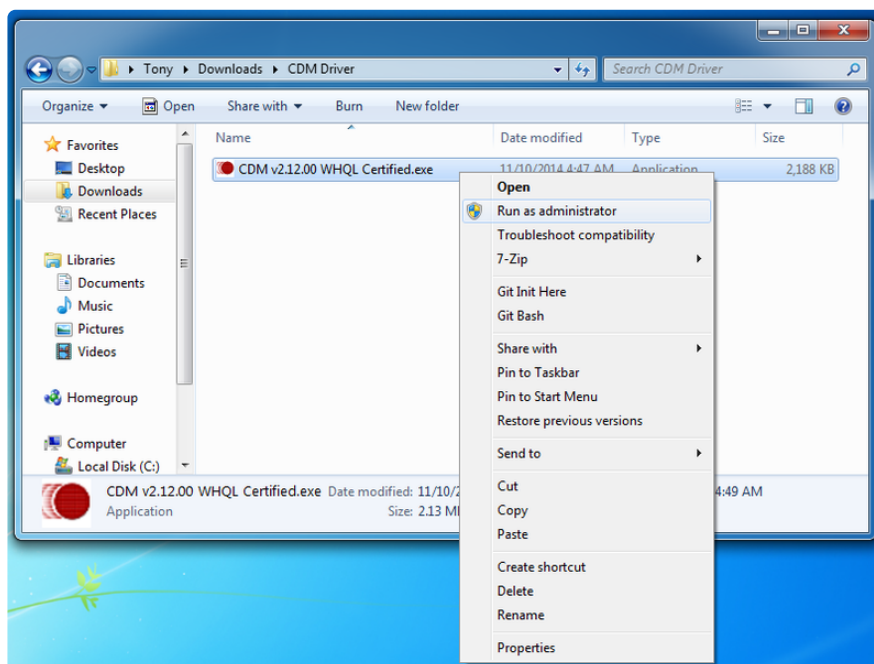 Tony Downloads CDM Driver Search CDM Driver
Organize Open Share with Burn New folder
Name Date modified Type Size
Favorites
Desktop
Downloads
Recent Places
Libraries
Documents
Music
Pictures
Videos
Homegroup
Computer
Local Disk (C:)
CDM v2.12.00 WHQL Certified.exe 11/10/2014 4:47 AM Application 2,188 KB
Open
Run as administrator
Troubleshoot compatibility
7-Zip
Git Init Here
Git Bash
Share with
Pin to Taskbar
Pin to Start Menu
Restore previous versions
Send to
Cut
Copy
Paste
Create shortcut
Delete
Rename
Properties
CDM v2.12.00 WHQL Certified.exe Date modified: 11/10/2 4:49 AM
Application Size: 2.13 M